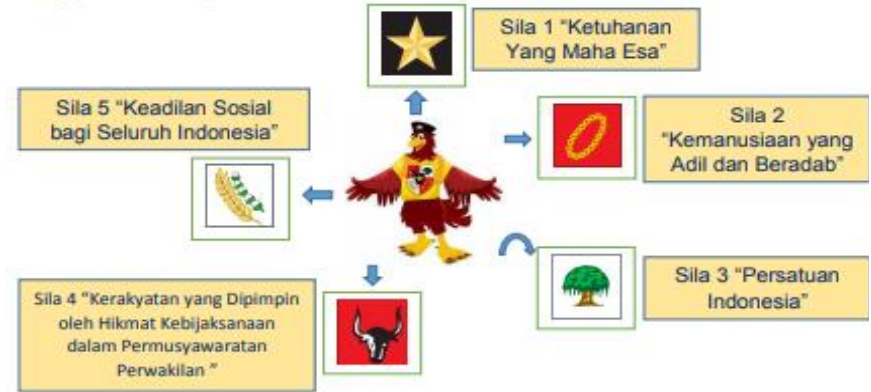 Sila 1 “Ketuhanan
Yang Maha Esa”
Sila 2
“Kemanusiaan yang
Adil dan Beradab”
Sila 3 “Persatuan
Indonesia”
Sila 4 “Kerakyatan yang Dipimpin
oleh Hikmat Kebijaksanaan
dalam Permusyawaratan
Perwakilan ”
Sila 5 “Keadilan Sosial
bagi Seluruh Indonesia”